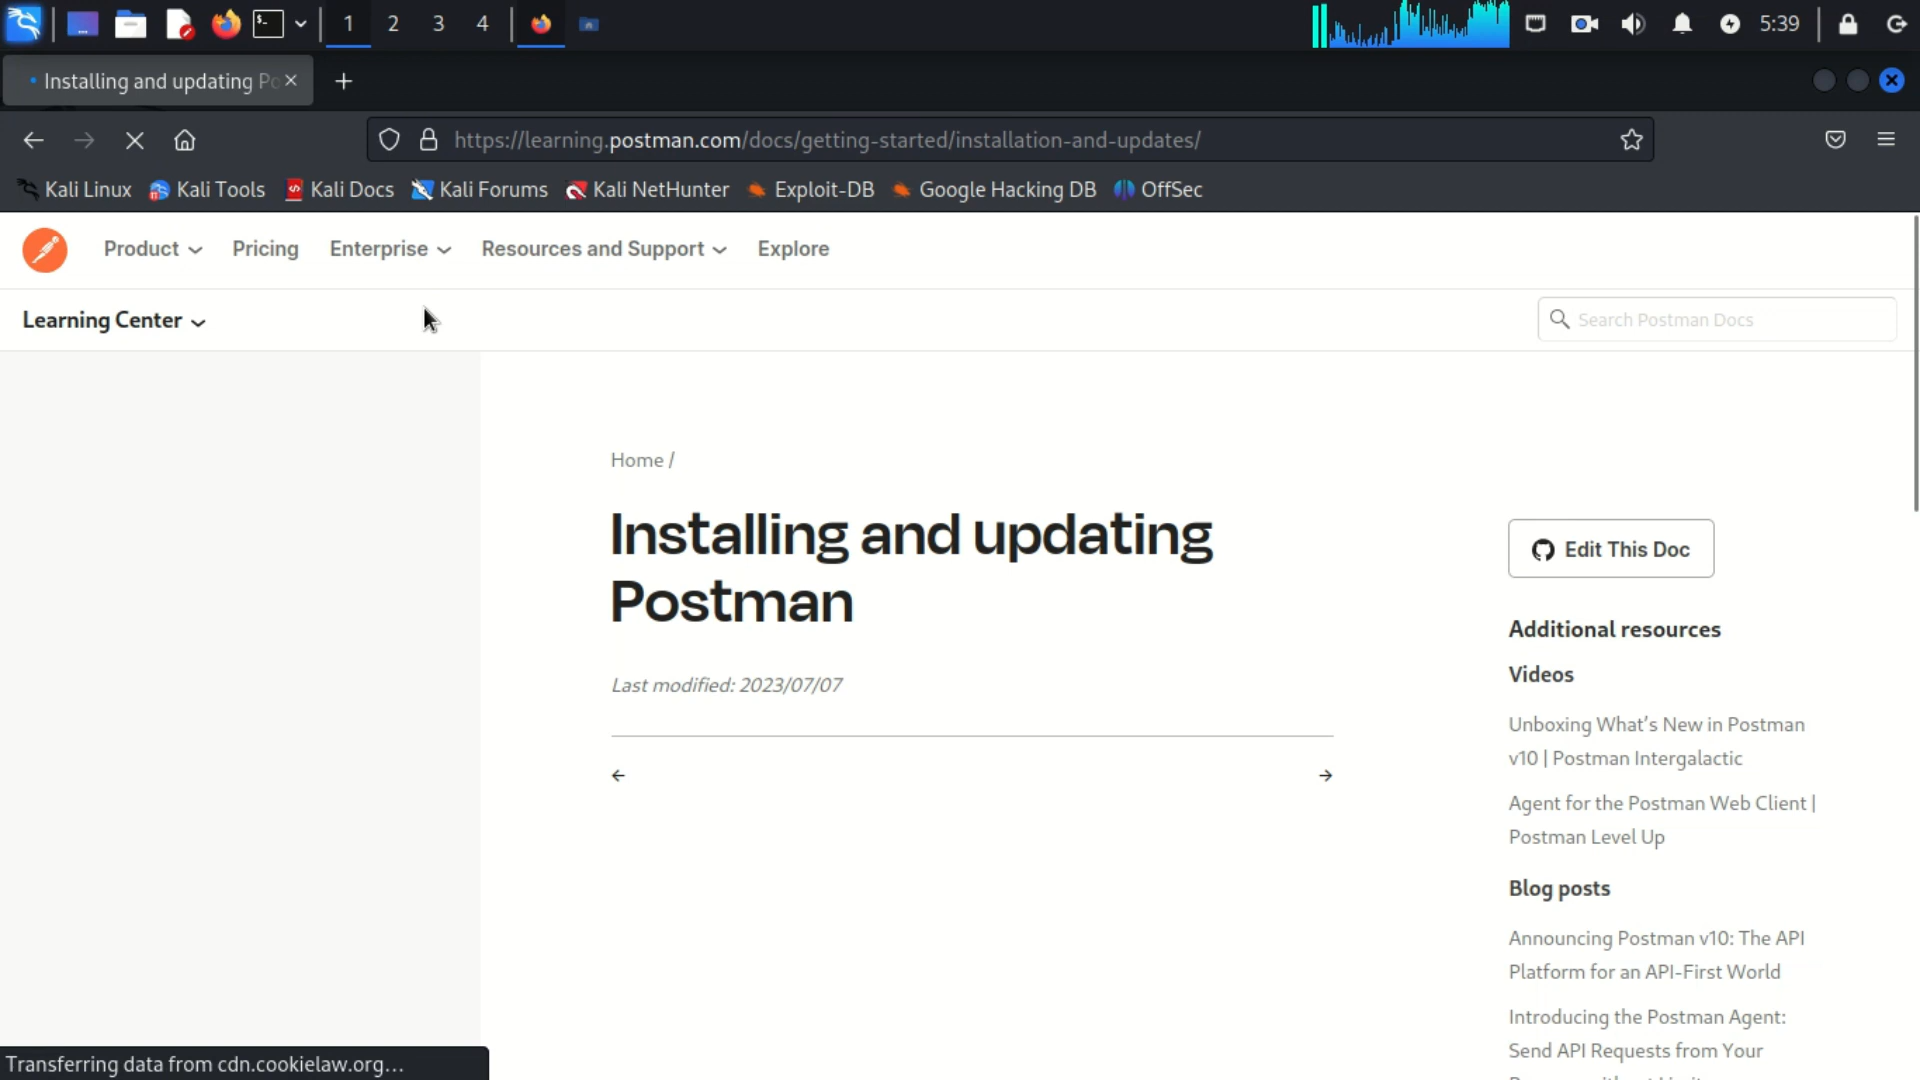 1 2 3 4 5:39
Installing and updating Po
https://learning.postman.com/docs/getting-started/installation-and-updates/
Kali Linux Kali Tools Kali Docs Kali Forums Kali NetHunter Exploit-DB Google Hacking DB OffSec
Product Pricing Enterprise Resources and Support Explore
Learning Center Search Postman Docs
Home /
Installing and updating
Postman
Last modified: 2023/07/07
← →
Edit This Doc
Additional resources
Videos
Unboxing What's New in Postman
v10 | Postman Intergalactic
Agent for the Postman Web Client |
Postman Level Up
Blog posts
Announcing Postman v10: The API
Platform for an API-First World
Introducing the Postman Agent:
Send API Requests from Your
Transferring data from cdn.cookielaw.org...